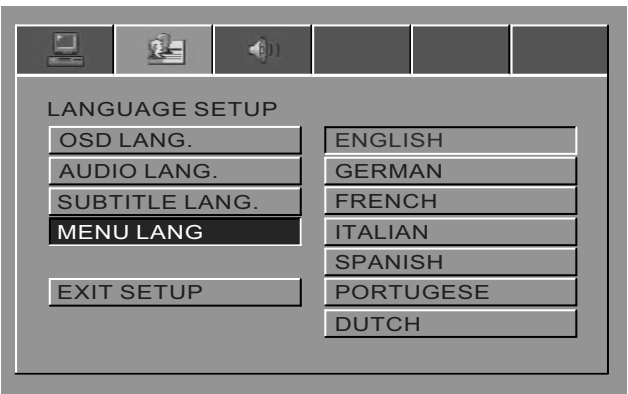 LANGUAGE SETUP
OSD LANG.
AUDIO LANG.
SUBTITLE LANG.
MENU LANG
EXIT SETUP
ENGLISH
GERMAN
FRENCH
ITALIAN
SPANISH
PORTUGESE
DUTCH